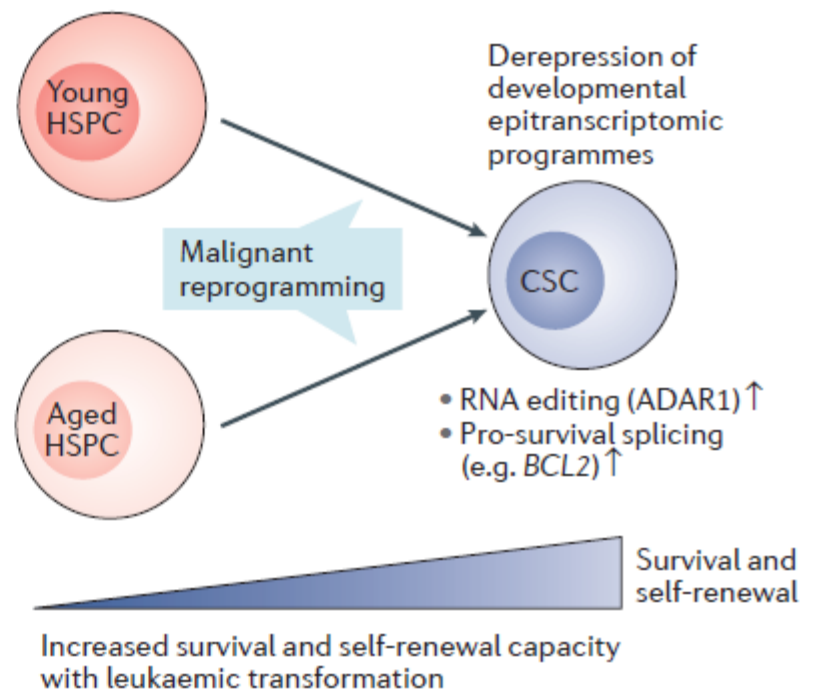 Young
HSPC
Derepression of
developmental
epitranscriptomic
programmes
Malignant
reprogramming
CSC
Aged
HSPC
• RNA editing (ADAR1)↑
• Pro-survival splicing
(e.g. BCL2)↑
Survival and
self-renewal
Increased survival and self-renewal capacity
with leukaemic transformation